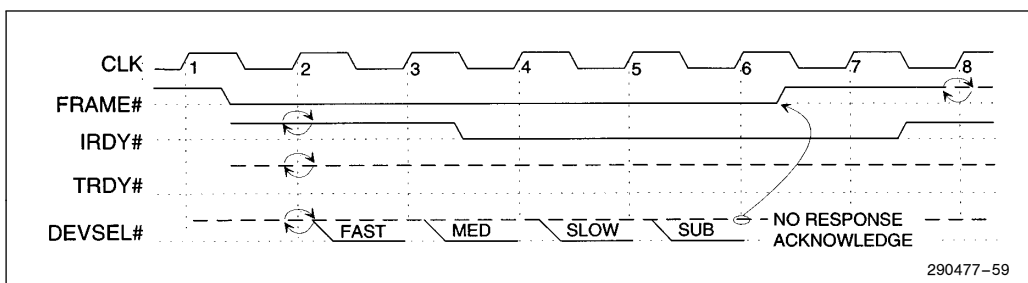 CLK 1 2 3 4 5 6 7 8
FRAME#
IRDY#
TRDY#
DEVSEL# FAST MED SLOW SUB NO RESPONSE
ACKNOWLEDGE
290477-59